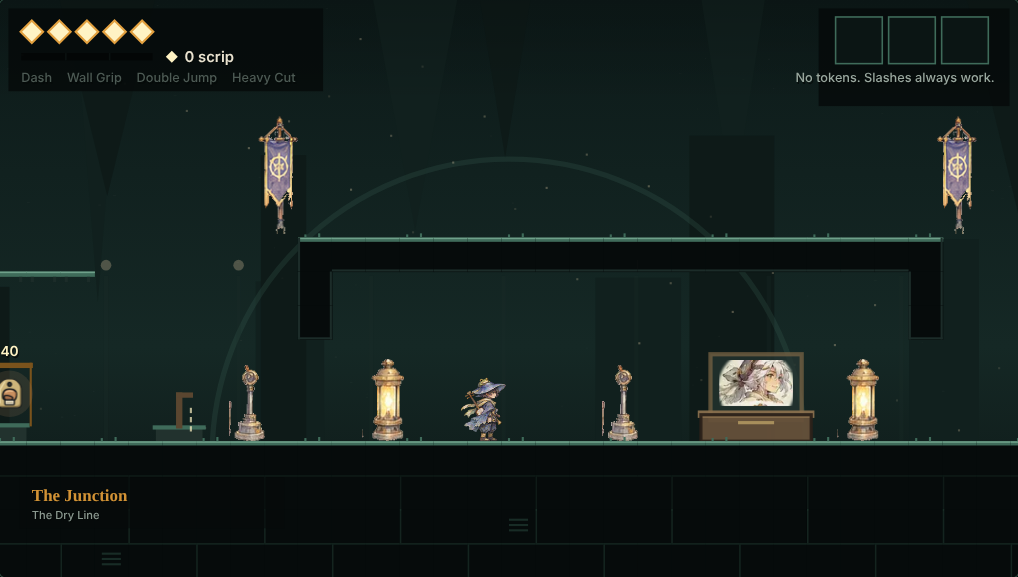 0 scrip
Dash Wall Grip Double Jump Heavy Cut
No tokens. Slashes always work.
40
The Junction
The Dry Line